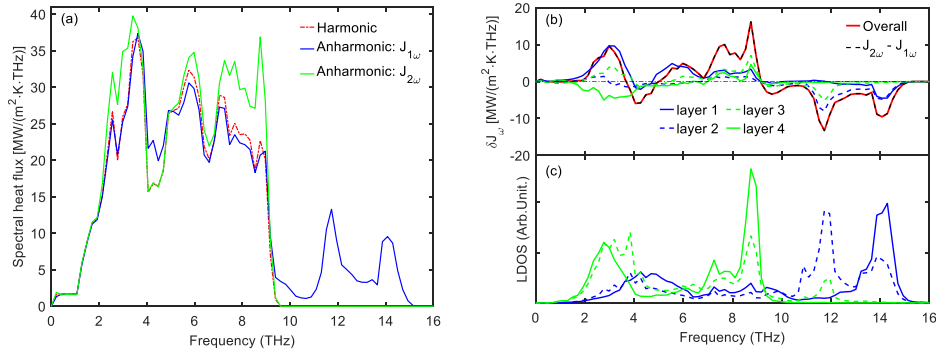 (a)
Harmonic
Anharmonic: J1ω
Anharmonic: J2ω
Spectral heat flux [MW/(m²·K·THz)]
40
35
30
25
20
15
10
5
0
0 2 4 6 8 10 12 14 16
Frequency (THz)
(b)
Overall
J2ω - J1ω
layer 1
layer 2
layer 3
layer 4
δJω [MW/(m²·K·THz)]
20
10
0
-10
-20
(c)
LDOS (Arb.Unit.)
0 2 4 6 8 10 12 14 16
Frequency (THz)